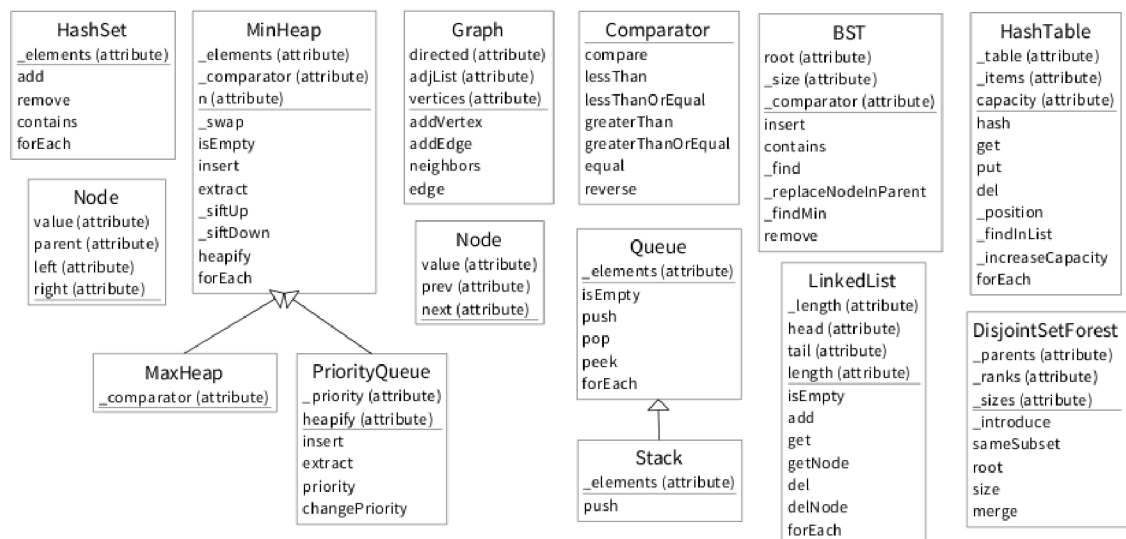 HashSet
_elements (attribute)
add
remove
contains
forEach
MinHeap
_elements (attribute)
_comparator (attribute)
n (attribute)
_swap
isEmpty
insert
extract
_siftUp
_siftDown
heapify
forEach
Graph
directed (attribute)
adjList (attribute)
vertices (attribute)
addVertex
addEdge
neighbors
edge
Comparator
compare
lessThan
lessThanOrEqual
greaterThan
greaterThanOrEqual
equal
reverse
BST
root (attribute)
_size (attribute)
_comparator (attribute)
insert
contains
_find
_replaceNodeInParent
_findMin
remove
HashTable
_table (attribute)
_items (attribute)
capacity (attribute)
hash
get
put
del
_position
_findInList
_increaseCapacity
forEach
Node
value (attribute)
parent (attribute)
left (attribute)
right (attribute)
Node
value (attribute)
prev (attribute)
next (attribute)
Queue
_elements (attribute)
isEmpty
push
pop
peek
forEach
LinkedList
_length (attribute)
head (attribute)
tail (attribute)
length (attribute)
isEmpty
add
get
getNode
del
delNode
forEach
DisjointSetForest
_parents (attribute)
_ranks (attribute)
_sizes (attribute)
_introduce
sameSubset
root
size
merge
MaxHeap
_comparator (attribute)
PriorityQueue
_priority (attribute)
heapify (attribute)
insert
extract
priority
changePriority
Stack
_elements (attribute)
push